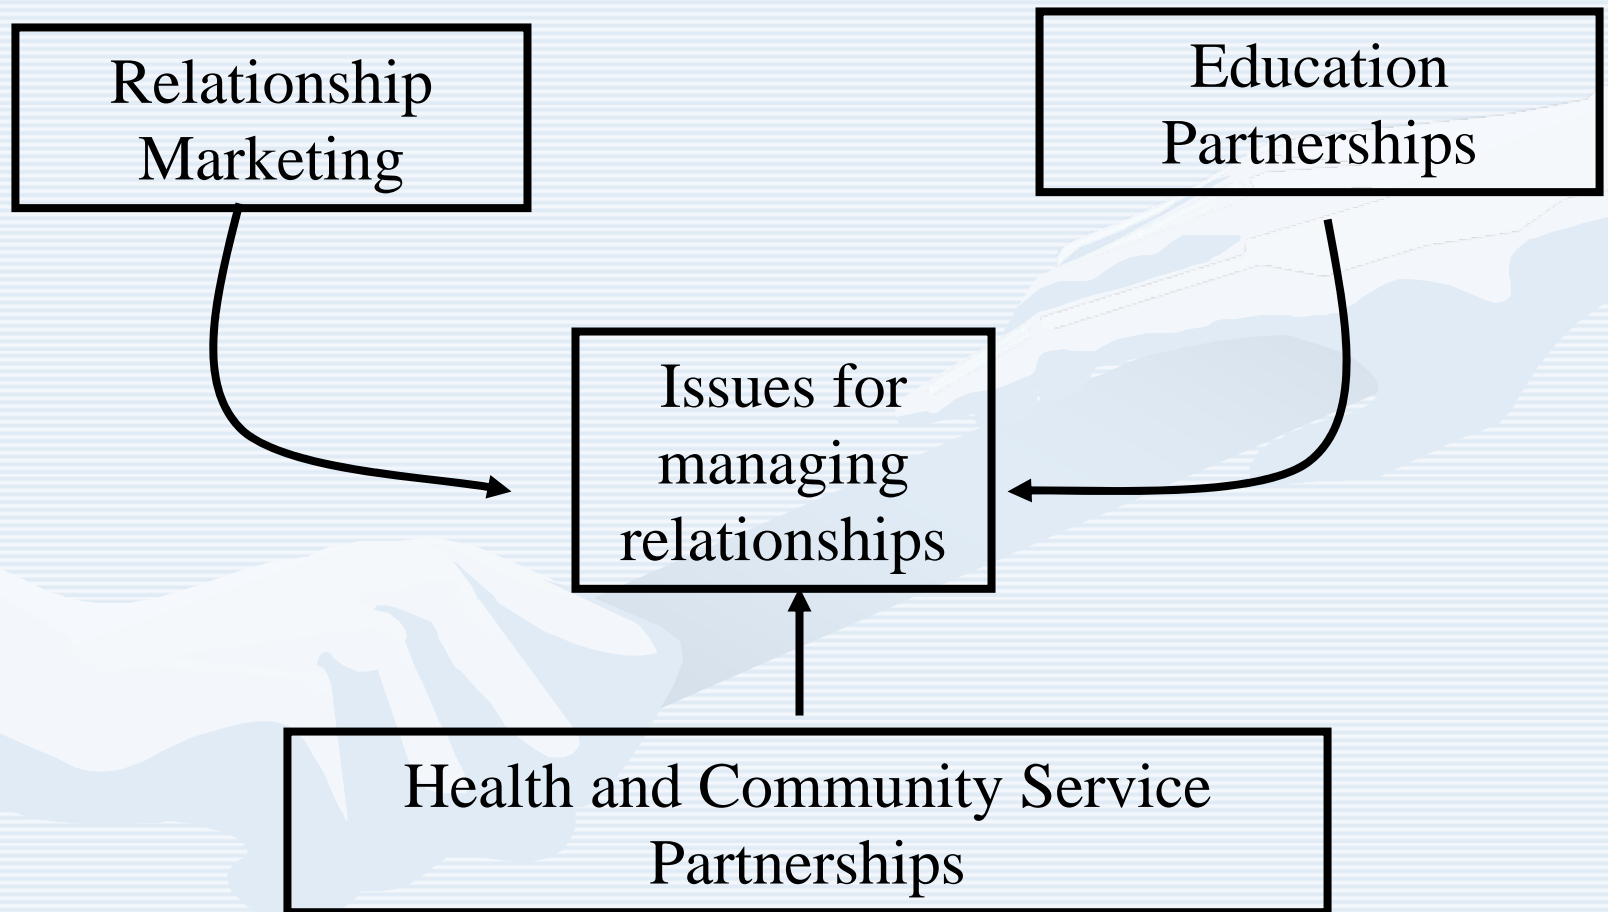 Relationship
Marketing
Education
Partnerships
Issues for
managing
relationships
Health and Community Service
Partnerships